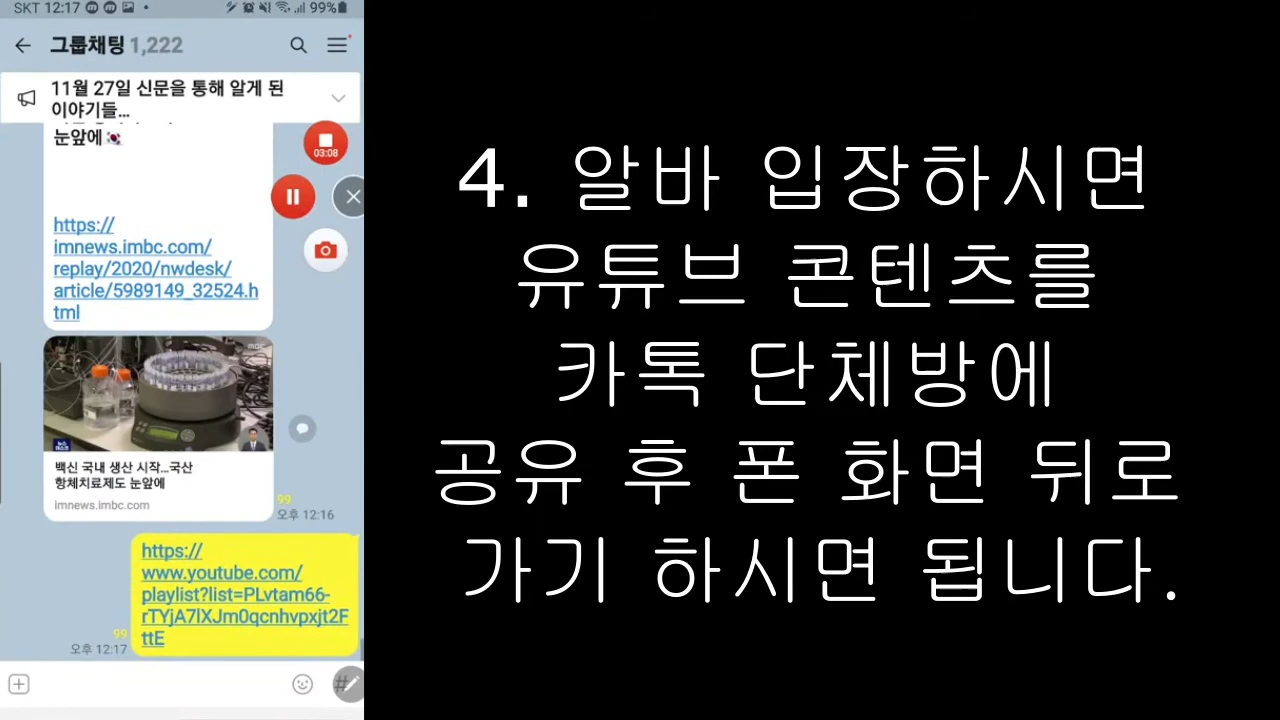 SKT 12:17
99%
그룹채팅 1,222
11월 27일 신문을 통해 알게 된
이야기들...
눈앞에🇰🇷
03:08
https://
imnews.imbc.com/
replay/2020/nwdesk/
article/5989149_32524.h
tml
mbc
뉴스
데스크
백신 국내 생산 시작...국산
항체치료제도 눈앞에
imnews.imbc.com
99
오후 12:16
https://
www.youtube.com/
playlist?list=PLvtam66-
rTYjA7lXJm0qcnhvpxjt2F
ttE
99
오후 12:17
#
4. 알바 입장하시면
유튜브 콘텐츠를
카톡 단체방에
공유 후 폰 화면 뒤로
가기 하시면 됩니다.